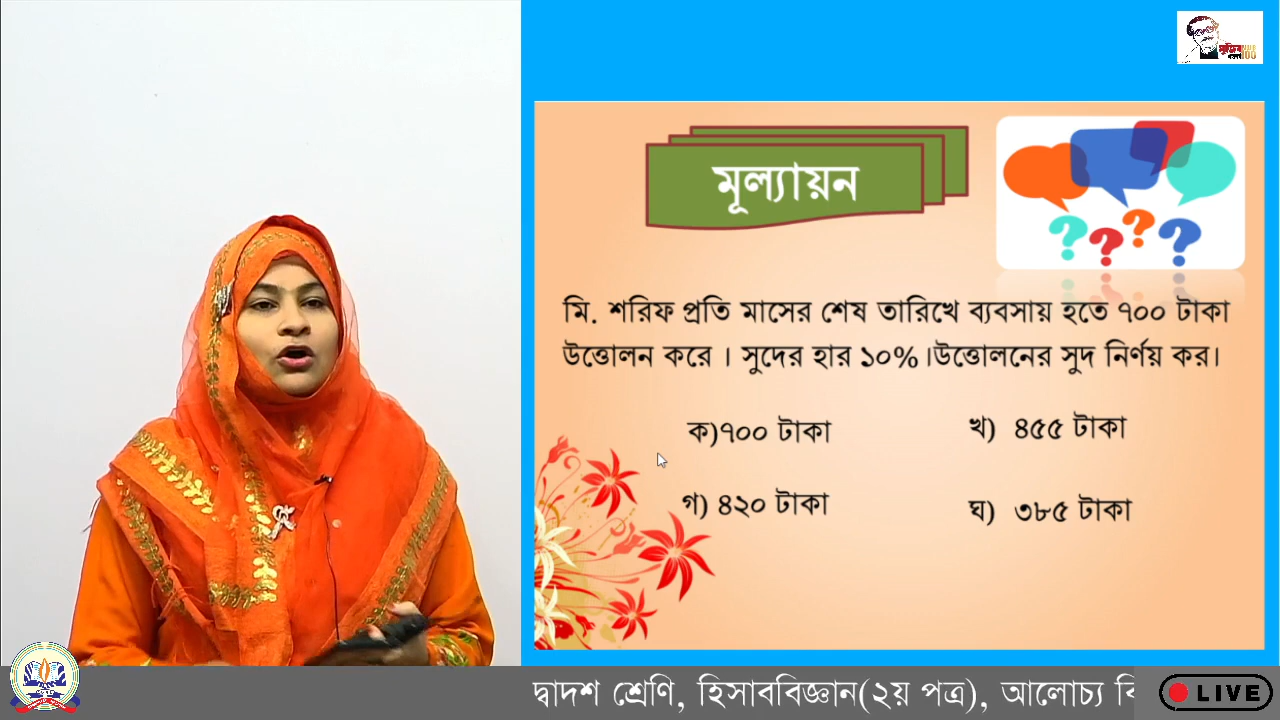 মূল্যায়ন
মি. শরিফ প্রতি মাসের শেষ তারিখে ব্যবসায় হতে ৭০০ টাকা
উত্তোলন করে । সুদের হার ১০%।উত্তোলনের সুদ নির্ণয় কর।
ক)৭০০ টাকা
খ) ৪৫৫ টাকা
গ) ৪২০ টাকা
ঘ) ৩৮৫ টাকা
দ্বাদশ শ্রেণি, হিসাববিজ্ঞান(২য় পত্র), আলোচ্য বি
LIVE